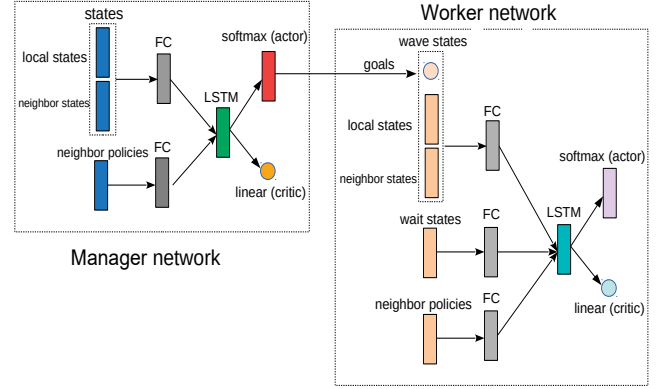 Worker network
states
FC
softmax (actor)
wave states
local states
goals
LSTM
neighbor states
FC
local states
neighbor policies
FC
softmax (actor)
neighbor states
linear (critic)
FC
LSTM
wait states
Manager network
FC
neighbor policies
linear (critic)